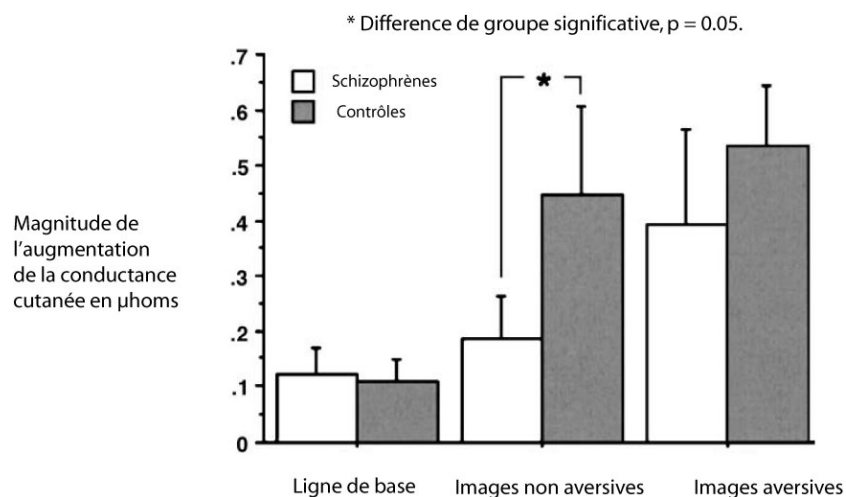 * Difference de groupe significative, p = 0.05.
.7
.6
.5
.4
.3
.2
.1
0
Schizophrènes
Contrôles
*
Magnitude de
l'augmentation
de la conductance
cutanée en µhoms
Ligne de base
Images non aversives
Images aversives